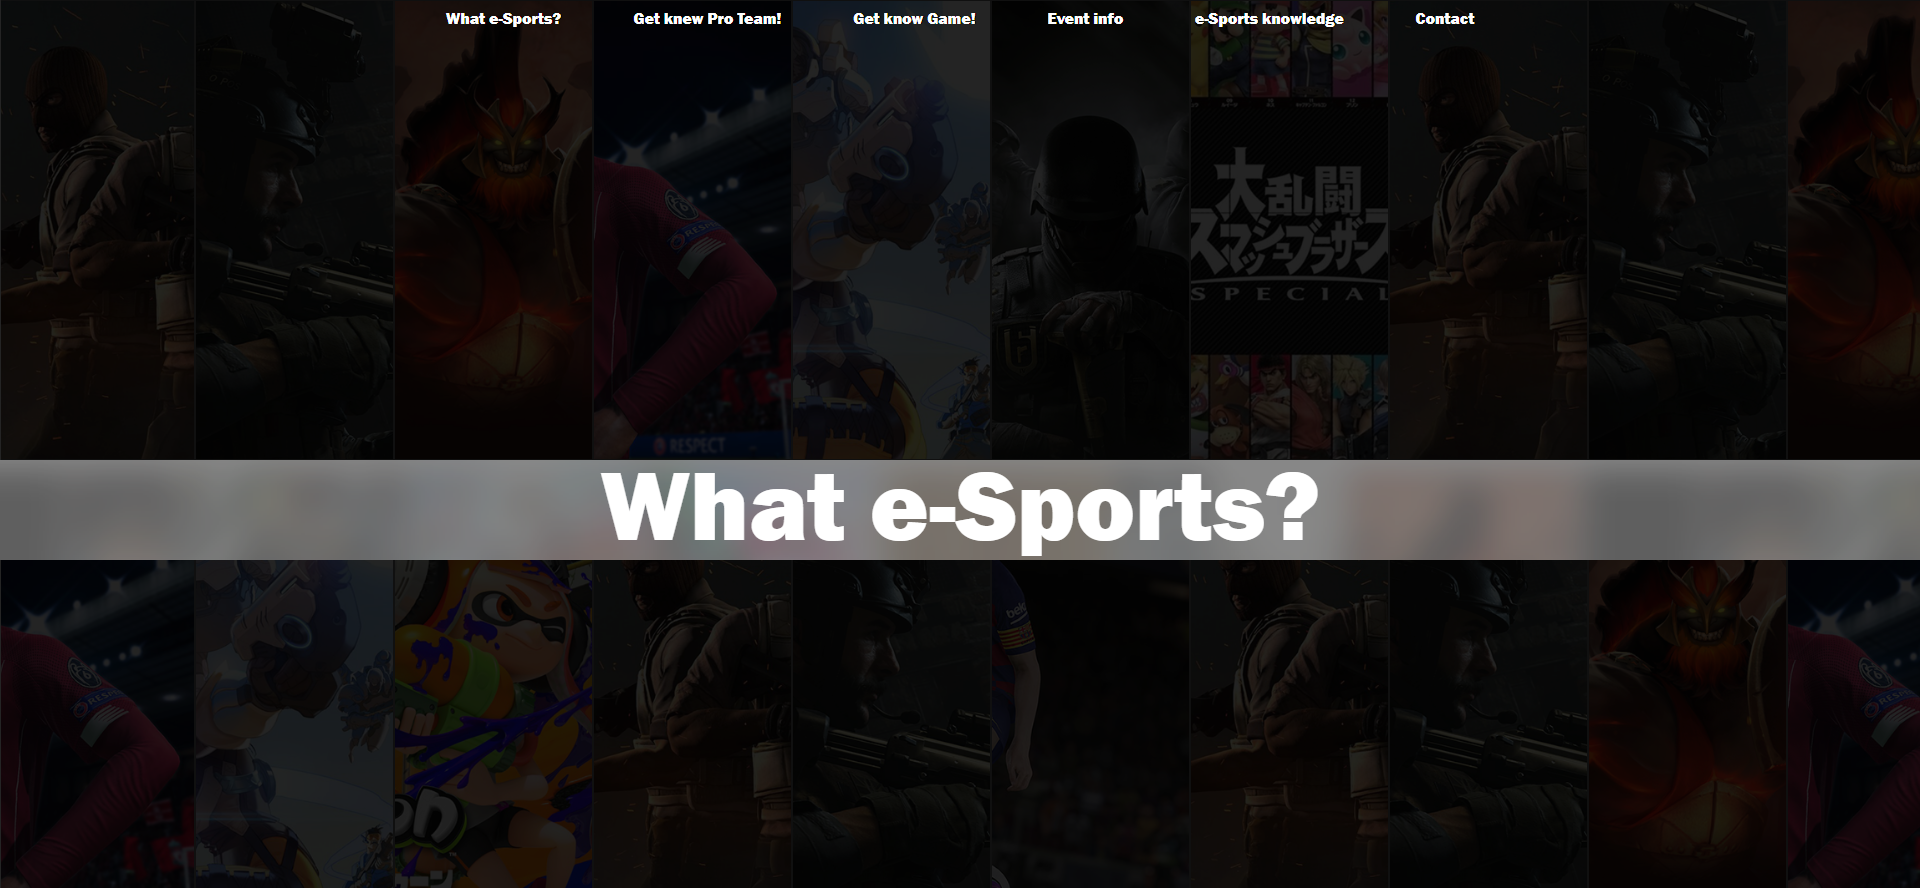 What e-Sports?
Get knew Pro Team!
Get know Game!
Event info
e-Sports knowledge
Contact
大乱闘
スマッシュブラザーズ
SPECIAL
RESPECT
What e-Sports?